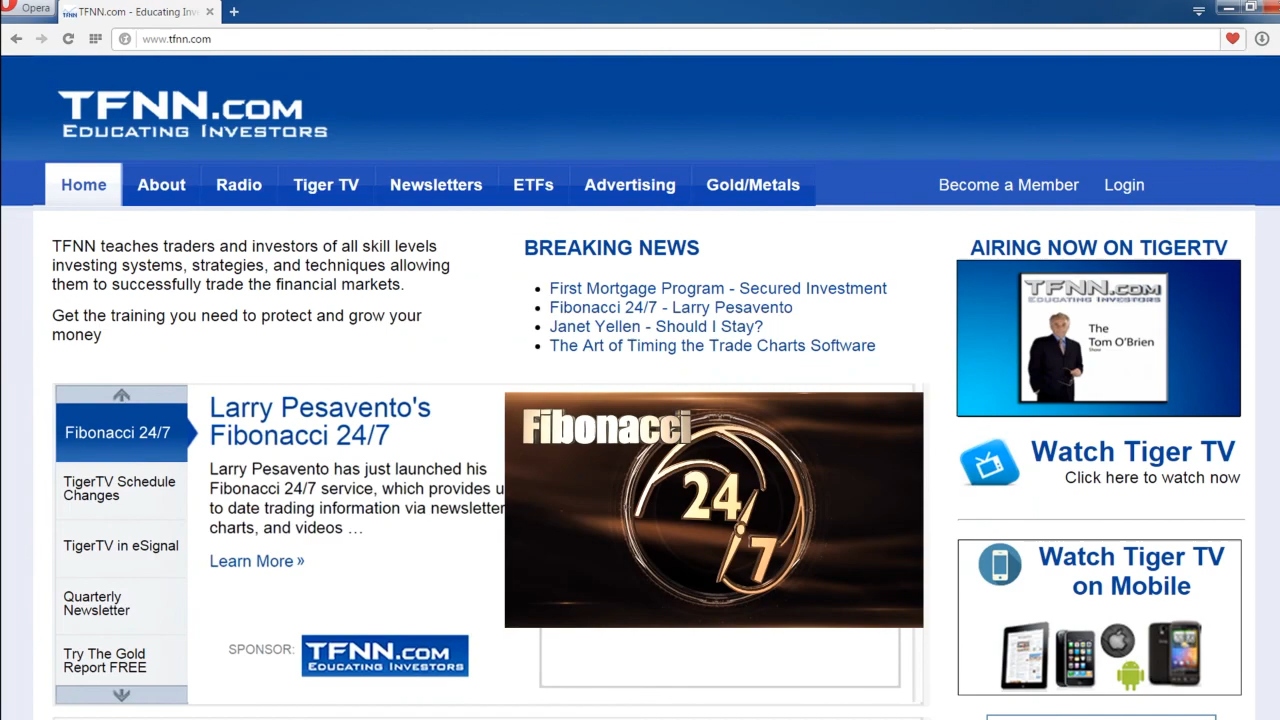 Opera
TFNN.com - Educating Inv
www.tfnn.com
TFNN.COM
EDUCATING INVESTORS
Home
About
Radio
Tiger TV
Newsletters
ETFs
Advertising
Gold/Metals
Become a Member
Login
TFNN teaches traders and investors of all skill levels
investing systems, strategies, and techniques allowing
them to successfully trade the financial markets.
Get the training you need to protect and grow your
money
BREAKING NEWS
First Mortgage Program - Secured Investment
Fibonacci 24/7 - Larry Pesavento
Janet Yellen - Should I Stay?
The Art of Timing the Trade Charts Software
AIRING NOW ON TIGERTV
TFNN.COM
EDUCATING INVESTORS
The
Tom O'Brien
Show
Watch Tiger TV
Click here to watch now
Watch Tiger TV
on Mobile
Fibonacci 24/7
TigerTV Schedule
Changes
TigerTV in eSignal
Quarterly
Newsletter
Try The Gold
Report FREE
Larry Pesavento's
Fibonacci 24/7
Larry Pesavento has just launched his
Fibonacci 24/7 service, which provides u
to date trading information via newsletter
charts, and videos …
Learn More »
Fibonacci
24
7
SPONSOR:
TFNN.COM
EDUCATING INVESTORS